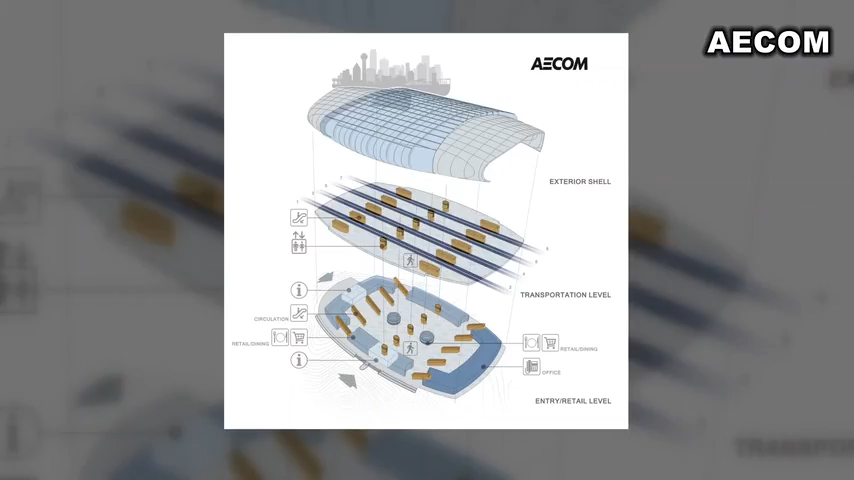 AECOM
AECOM
EXTERIOR SHELL
TRANSPORTATION LEVEL
CIRCULATION
RETAIL/DINING
RETAIL/DINING
OFFICE
ENTRY/RETAIL LEVEL